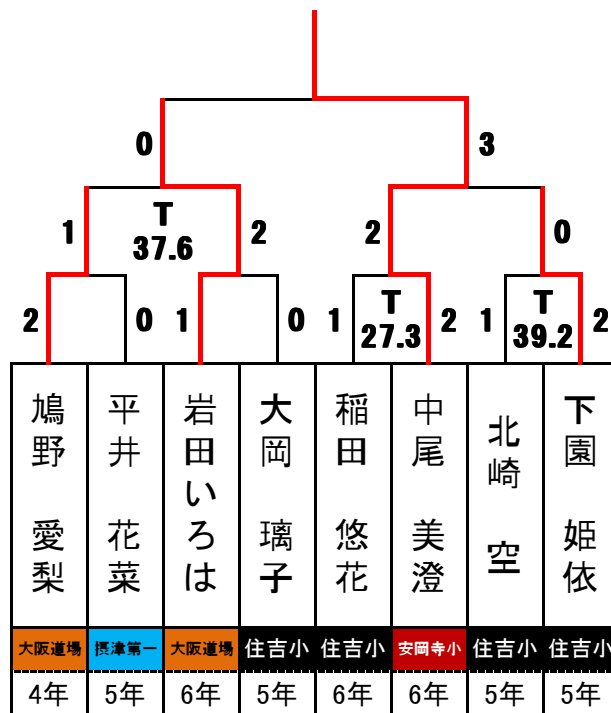 0 3
1 T 37.6 2 2 0
2 0 1 0 1 T 27.3 2 1 T 39.2 2
鳩野 愛梨
平井 花菜
岩田いろは
大岡 璃子
稲田 悠花
中尾 美澄
北崎 空
下園 姫依
大阪道場 摂津第一 大阪道場 住吉小 住吉小 安岡寺小 住吉小 住吉小
4年 5年 6年 5年 6年 6年 5年 5年